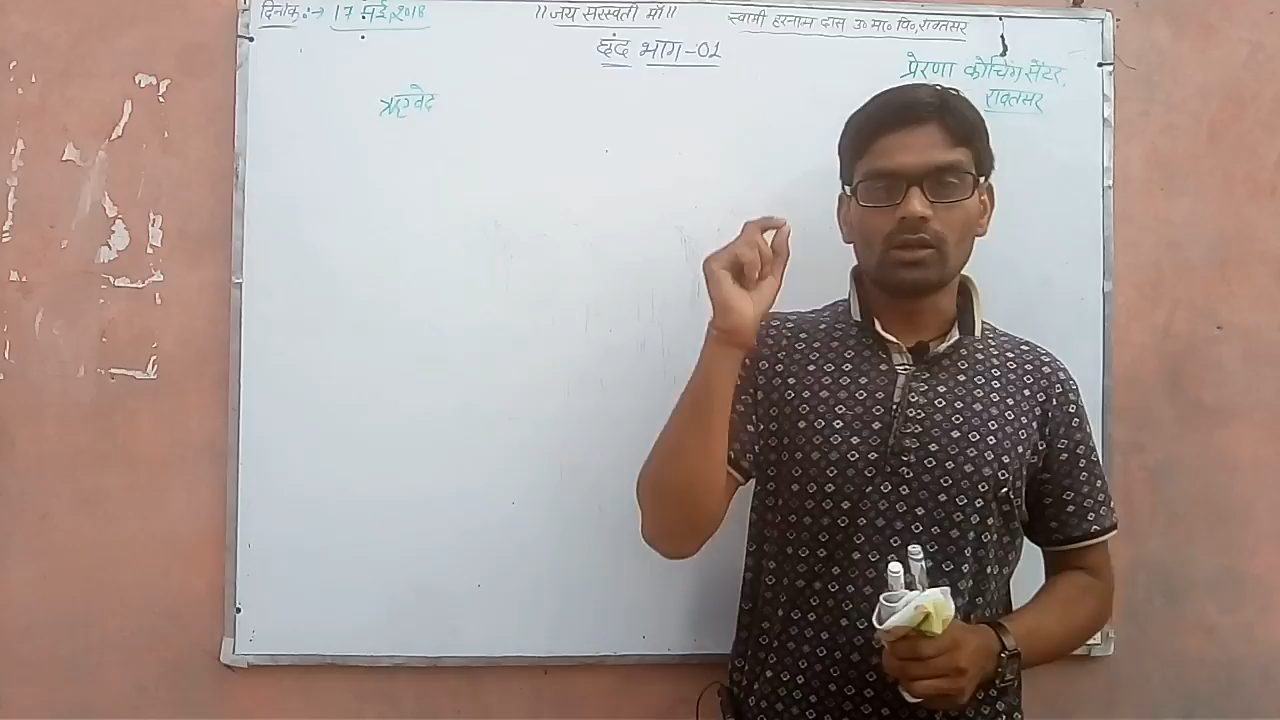 दिनांक:-> 17 मई,2018
॥जय सरस्वती माँ॥
स्वामी हरनाम दास उ० मा० वि०, रावतसर
छंद भाग-01
प्रेरणा कोचिंग सेंटर,
रावतसर
ऋग्वेद